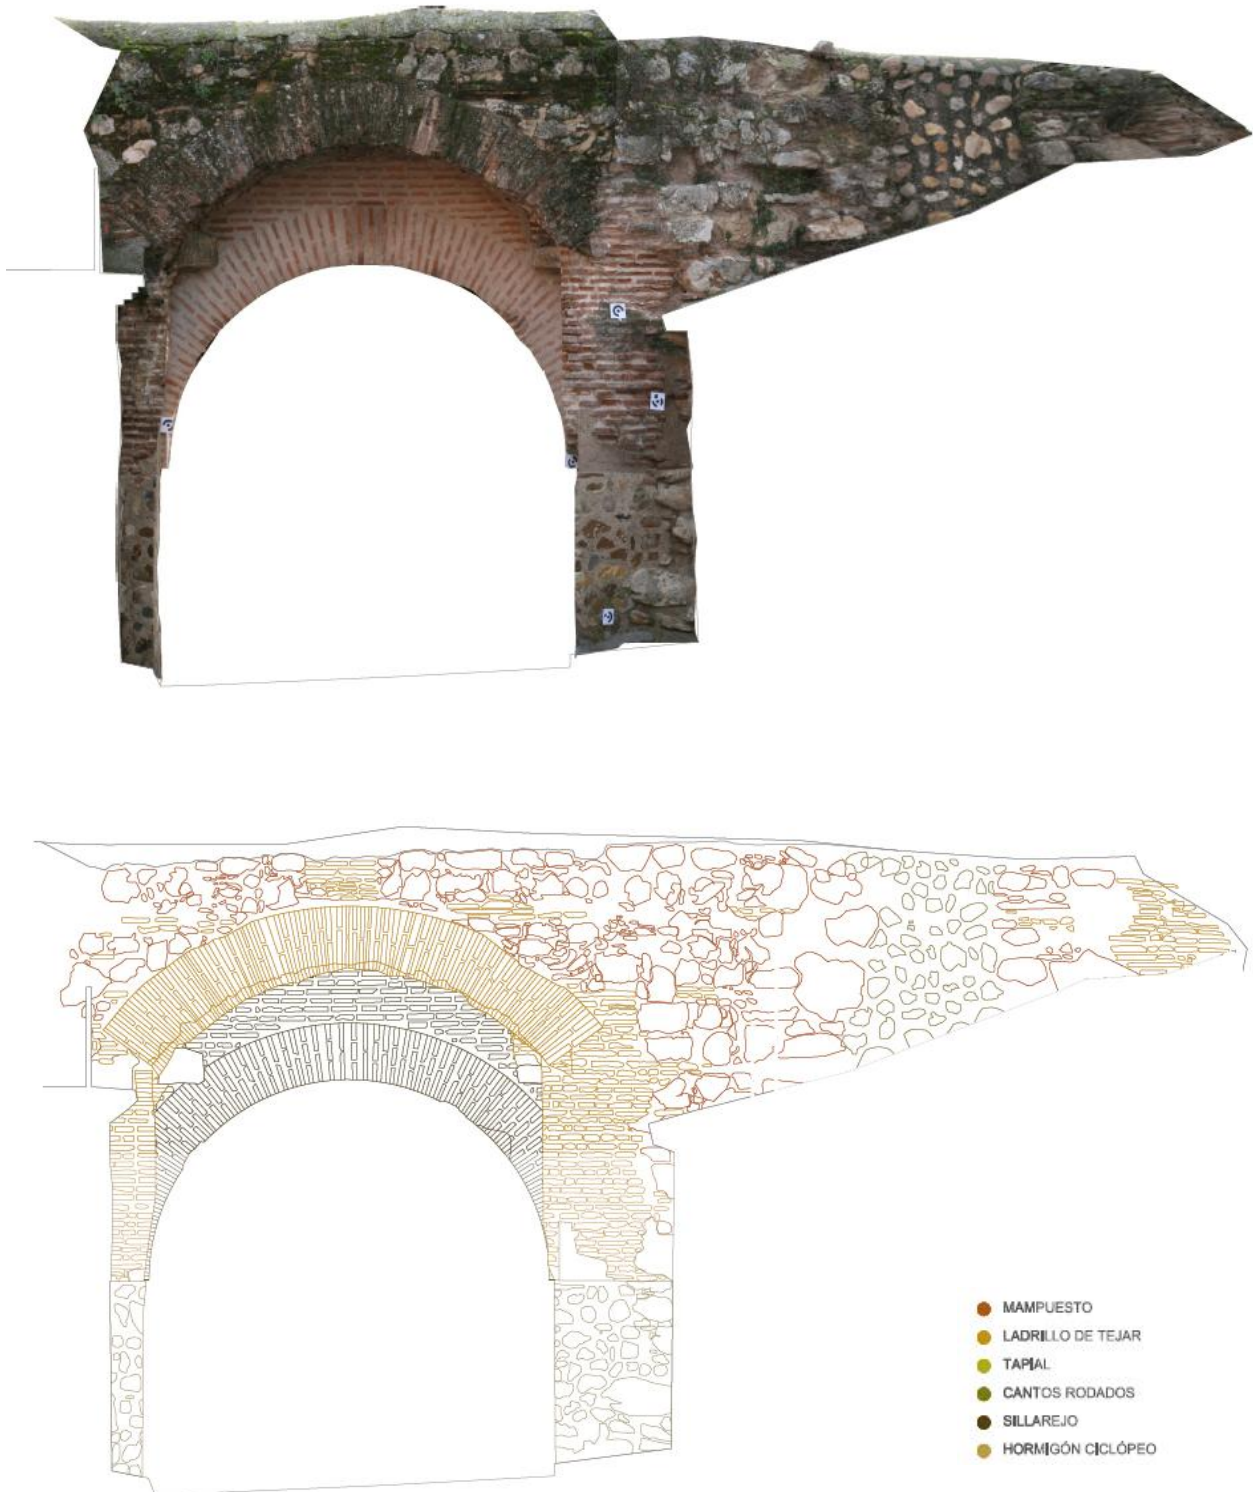 MAMPUESTO
LADRILLO DE TEJAR
TAPIAL
CANTOS RODADOS
SILLAREJO
HORMIGÓN CICLÓPEO